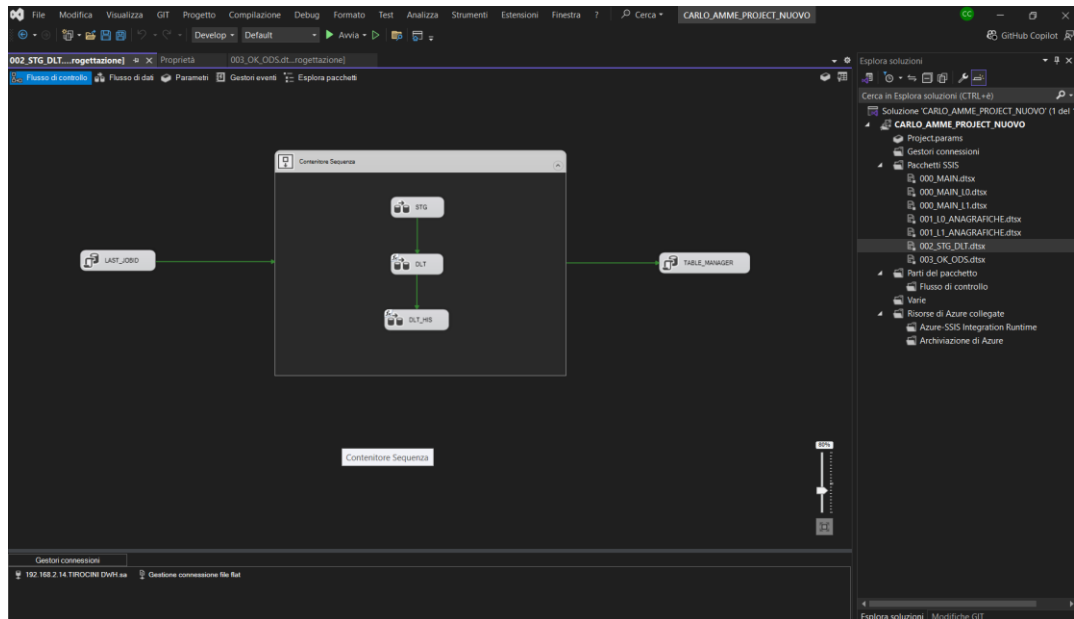 File Modifica Visualizza GIT Progetto Compilazione Debug Formato Test Analizza Strumenti Estensioni Finestra ? Cerca CARLO_AMME_PROJECT_NUOVO CC
Develop Default Avvia GitHub Copilot
002_STG_DLT....rogettazione] Proprietà 003_OK_ODS.dt...rogettazione]
Flusso di controllo Flusso di dati Parametri Gestori eventi Esplora pacchetti
Contenitore Sequenza
STG
LAST_JOBID
DLT
TABLE_MANAGER
DLT_HIS
Contenitore Sequenza
80%
Gestori connessioni
192.168.2.14.TIROCINI DWH.sa Gestione connessione file flat
Esplora soluzioni
Cerca in Esplora soluzioni (CTRL+è)
Soluzione 'CARLO_AMME_PROJECT_NUOVO' (1 del 1
CARLO_AMME_PROJECT_NUOVO
Project.params
Gestori connessioni
Pacchetti SSIS
000_MAIN.dtsx
000_MAIN_L0.dtsx
000_MAIN_L1.dtsx
001_L0_ANAGRAFICHE.dtsx
001_L1_ANAGRAFICHE.dtsx
002_STG_DLT.dtsx
003_OK_ODS.dtsx
Parti del pacchetto
Flusso di controllo
Varie
Risorse di Azure collegate
Azure-SSIS Integration Runtime
Archiviazione di Azure
Esplora soluzioni Modifiche GIT